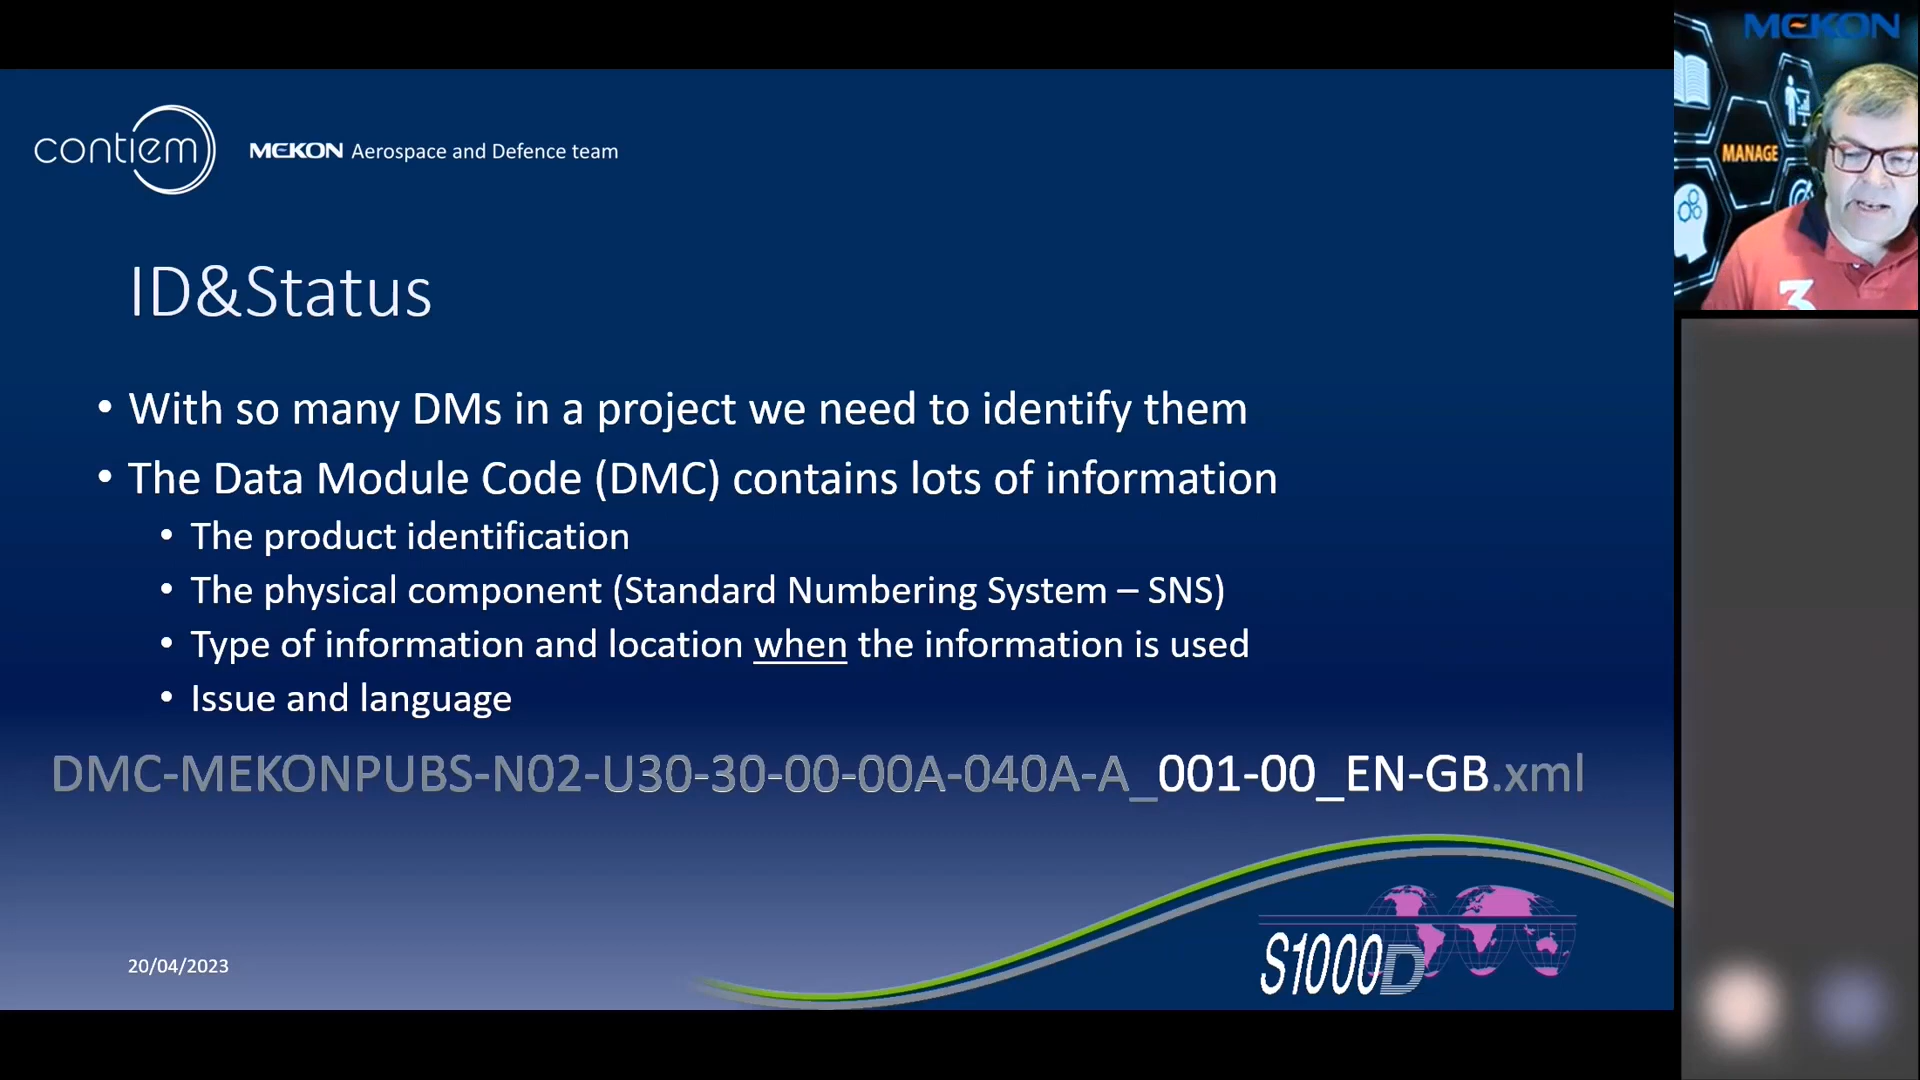 contiem
MEKON Aerospace and Defence team
ID&Status
• With so many DMs in a project we need to identify them
• The Data Module Code (DMC) contains lots of information
• The product identification
• The physical component (Standard Numbering System – SNS)
• Type of information and location when the information is used
• Issue and language
DMC-MEKONPUBS-N02-U30-30-00-00A-040A-A_001-00_EN-GB.xml
20/04/2023
S1000D
MEKON
MANAGE
3